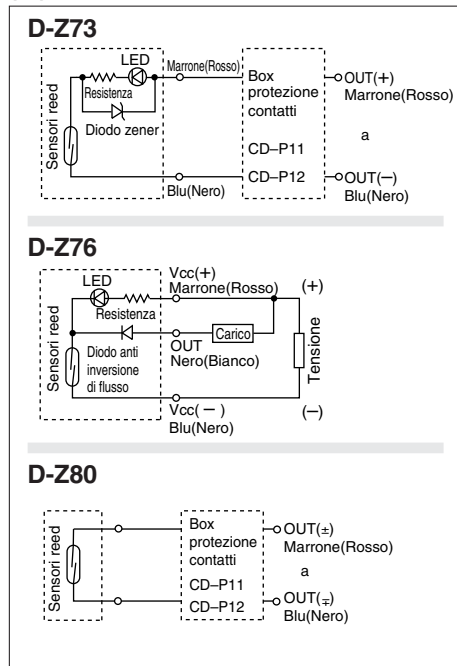 D-Z73
LED
Marrone(Rosso)
Resistenza
Diodo zener
Sensori reed
Blu(Nero)
Box
protezione
contatti
CD–P11
CD–P12
OUT(+)
Marrone(Rosso)
a
OUT(–)
Blu(Nero)
D-Z76
LED
Vcc(+)
Marrone(Rosso)
(+)
Resistenza
Carico
OUT
Nero(Bianco)
Sensori reed
Diodo anti
inversione
di flusso
Tensione
Vcc( – )
Blu(Nero)
(–)
D-Z80
Sensori reed
Box
protezione
contatti
CD–P11
CD–P12
OUT(±)
Marrone(Rosso)
a
OUT(∓)
Blu(Nero)